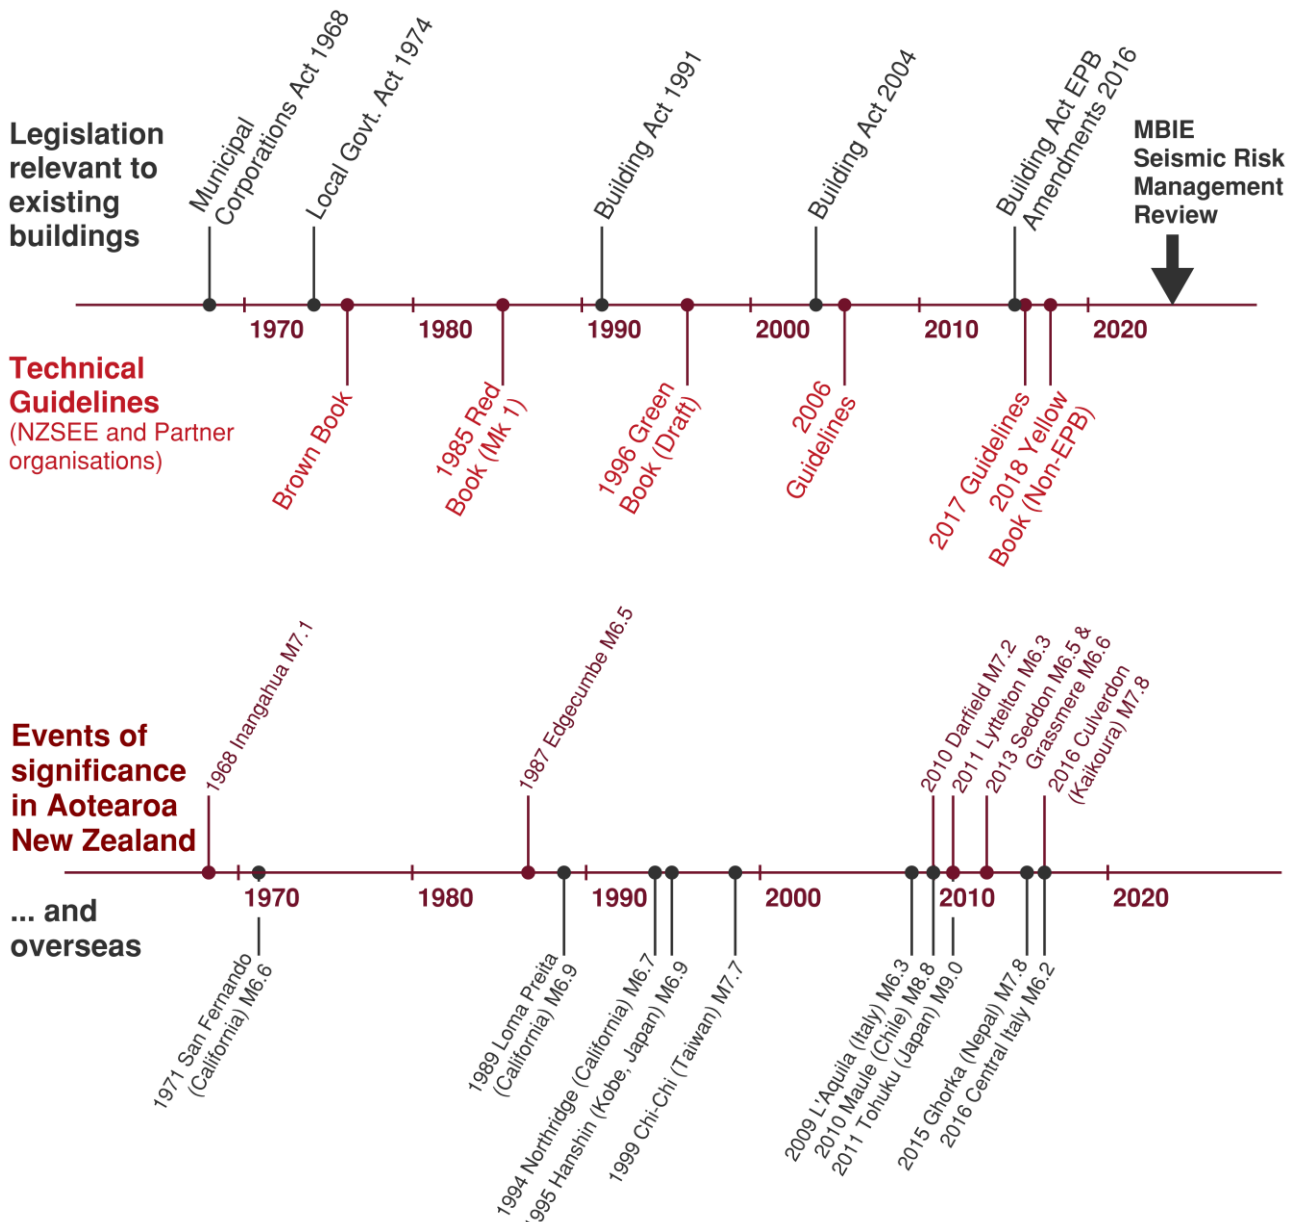 Municipal
Corporations Act 1968
Local Govt. Act 1974
Building Act 1991
Building Act 2004
Building Act EPB
Amendments 2016
Legislation
relevant to
existing
buildings
MBIE
Seismic Risk
Management
Review
1970
1980
1990
2000
2010
2020
Technical
Guidelines
(NZSEE and Partner
organisations)
Brown Book
1985 Red
Book (Mk 1)
1996 Green
Book (Draft)
2006
Guidelines
2017 Guidelines
2018 Yellow
Book (Non-EPB)
1968 Inangahua M7.1
1987 Edgecumbe M6.5
2010 Darfield M7.2
2011 Lyttelton M6.3
2013 Seddon M6.5 &
Grassmere M6.6
2016 Culverdon
(Kaikoura) M7.8
Events of
significance
in Aotearoa
New Zealand
1970
1980
1990
2000
2010
2020
... and
overseas
1971 San Fernando
(California) M6.6
1989 Loma Preita
(California) M6.9
1994 Northridge (California) M6.7
995 Hanshin (Kobe, Japan) M6.9
1999 Chi-Chi (Taiwan) M7.7
2009 L'Aquila (Italy) M6.3
2010 Maule (Chile) M8.8
2011 Tohuku (Japan) M9.0
2015 Ghorka (Nepal) M7.8
2016 Central Italy M6.2